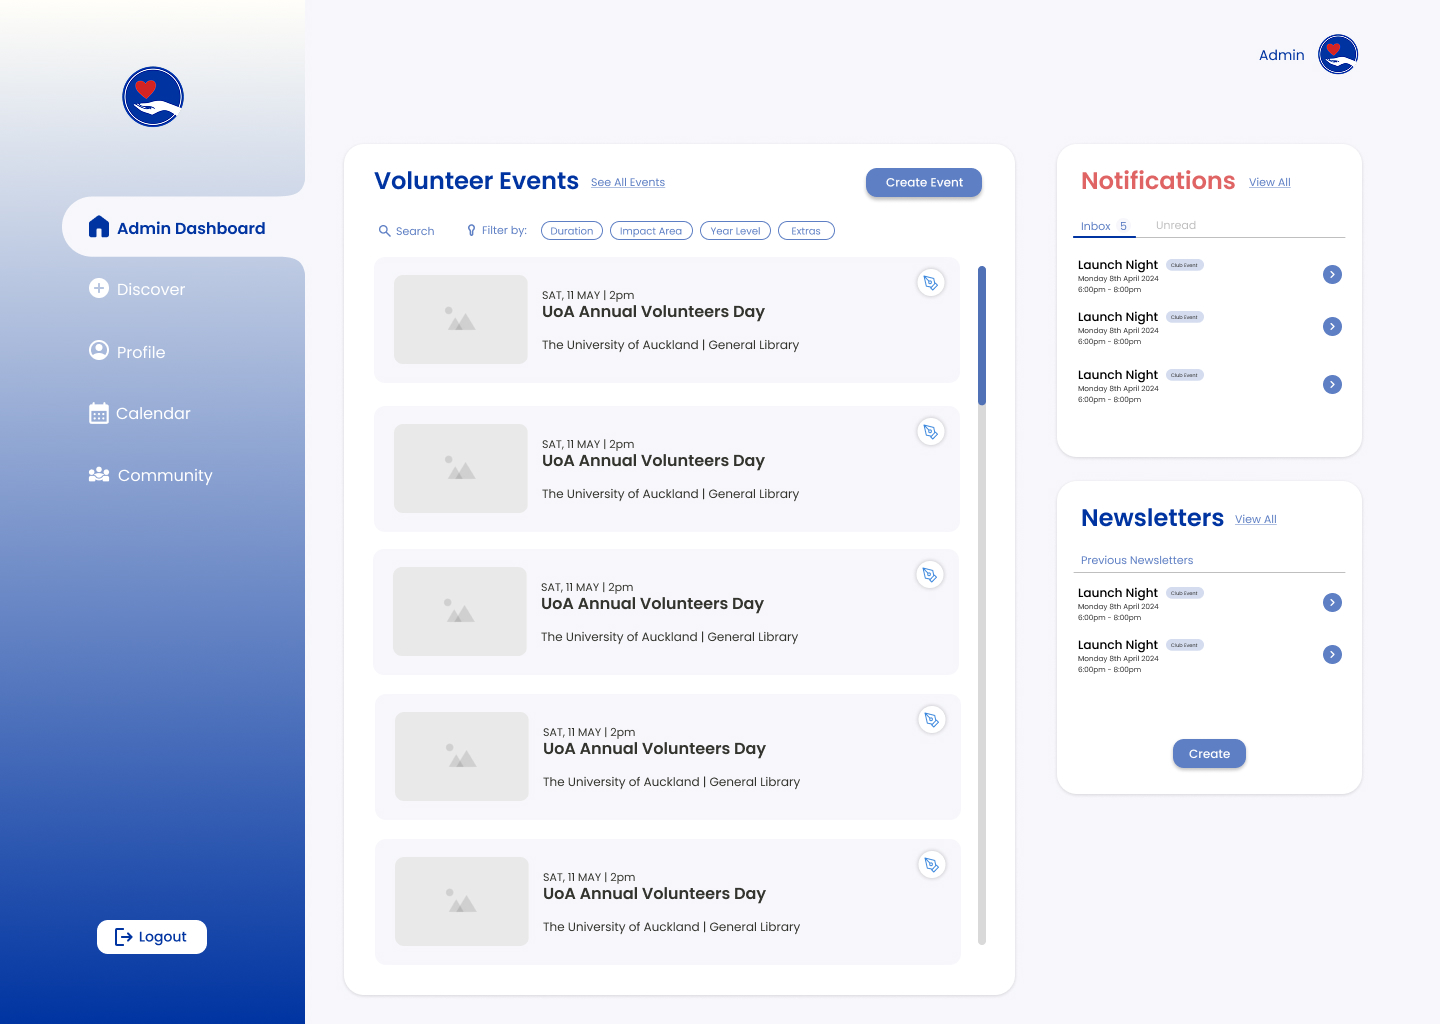 Admin
Admin Dashboard
Discover
Profile
Calendar
Community
Logout
Volunteer Events
See All Events
Create Event
Search
Filter by:
Duration
Impact Area
Year Level
Extras
SAT, 11 MAY | 2pm
UoA Annual Volunteers Day
The University of Auckland | General Library
SAT, 11 MAY | 2pm
UoA Annual Volunteers Day
The University of Auckland | General Library
SAT, 11 MAY | 2pm
UoA Annual Volunteers Day
The University of Auckland | General Library
SAT, 11 MAY | 2pm
UoA Annual Volunteers Day
The University of Auckland | General Library
SAT, 11 MAY | 2pm
UoA Annual Volunteers Day
The University of Auckland | General Library
Notifications
View All
Inbox 5
Unread
Launch Night
Club Event
Monday 8th April 2024
6:00pm - 8:00pm
Launch Night
Club Event
Monday 8th April 2024
6:00pm - 8:00pm
Launch Night
Club Event
Monday 8th April 2024
6:00pm - 8:00pm
Newsletters
View All
Previous Newsletters
Launch Night
Club Event
Monday 8th April 2024
6:00pm - 8:00pm
Launch Night
Club Event
Monday 8th April 2024
6:00pm - 8:00pm
Create